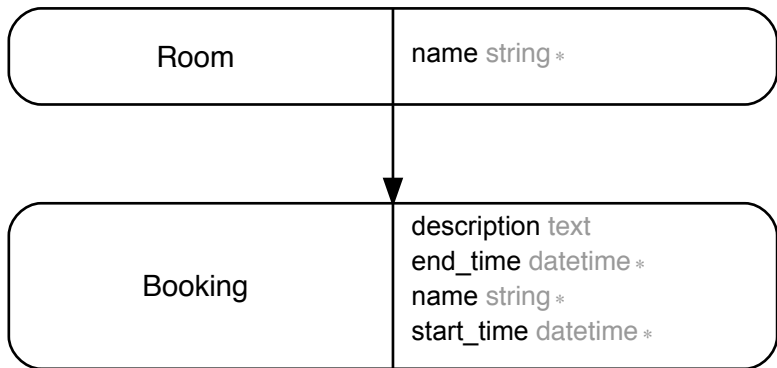 Room
name string *
Booking
description text
end_time datetime *
name string *
start_time datetime *